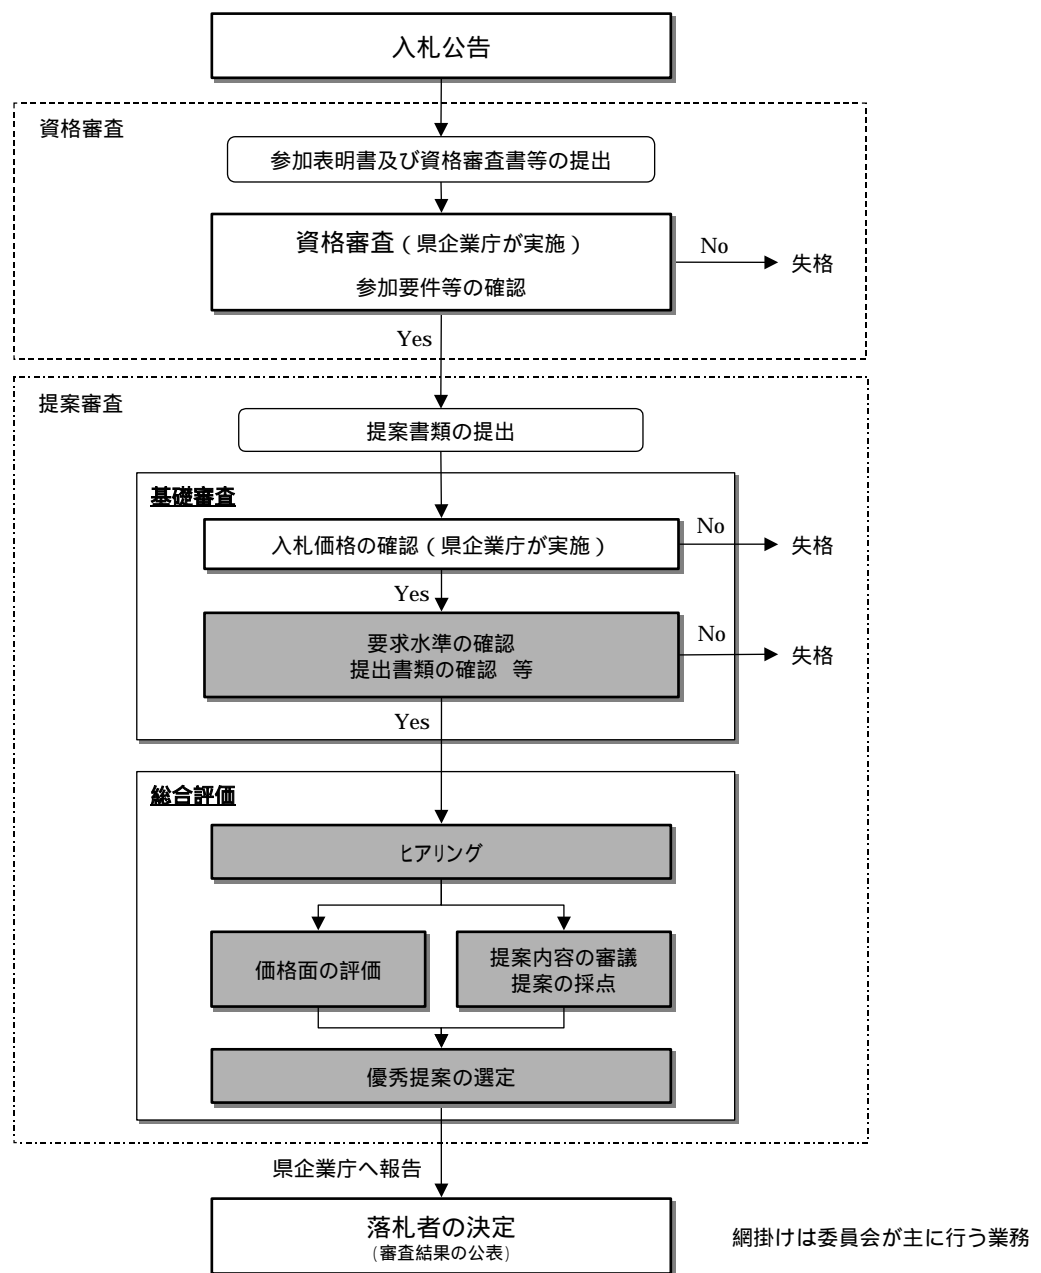 入札公告
資格審査
参加表明書及び資格審査書等の提出
資格審査（県企業庁が実施）
参加要件等の確認
No
失格
Yes
提案審査
提案書類の提出
基礎審査
入札価格の確認（県企業庁が実施）
No
失格
Yes
要求水準の確認
提出書類の確認 等
No
失格
Yes
総合評価
ヒアリング
価格面の評価
提案内容の審議
提案の採点
優秀提案の選定
県企業庁へ報告
落札者の決定
（審査結果の公表）
網掛けは委員会が主に行う業務